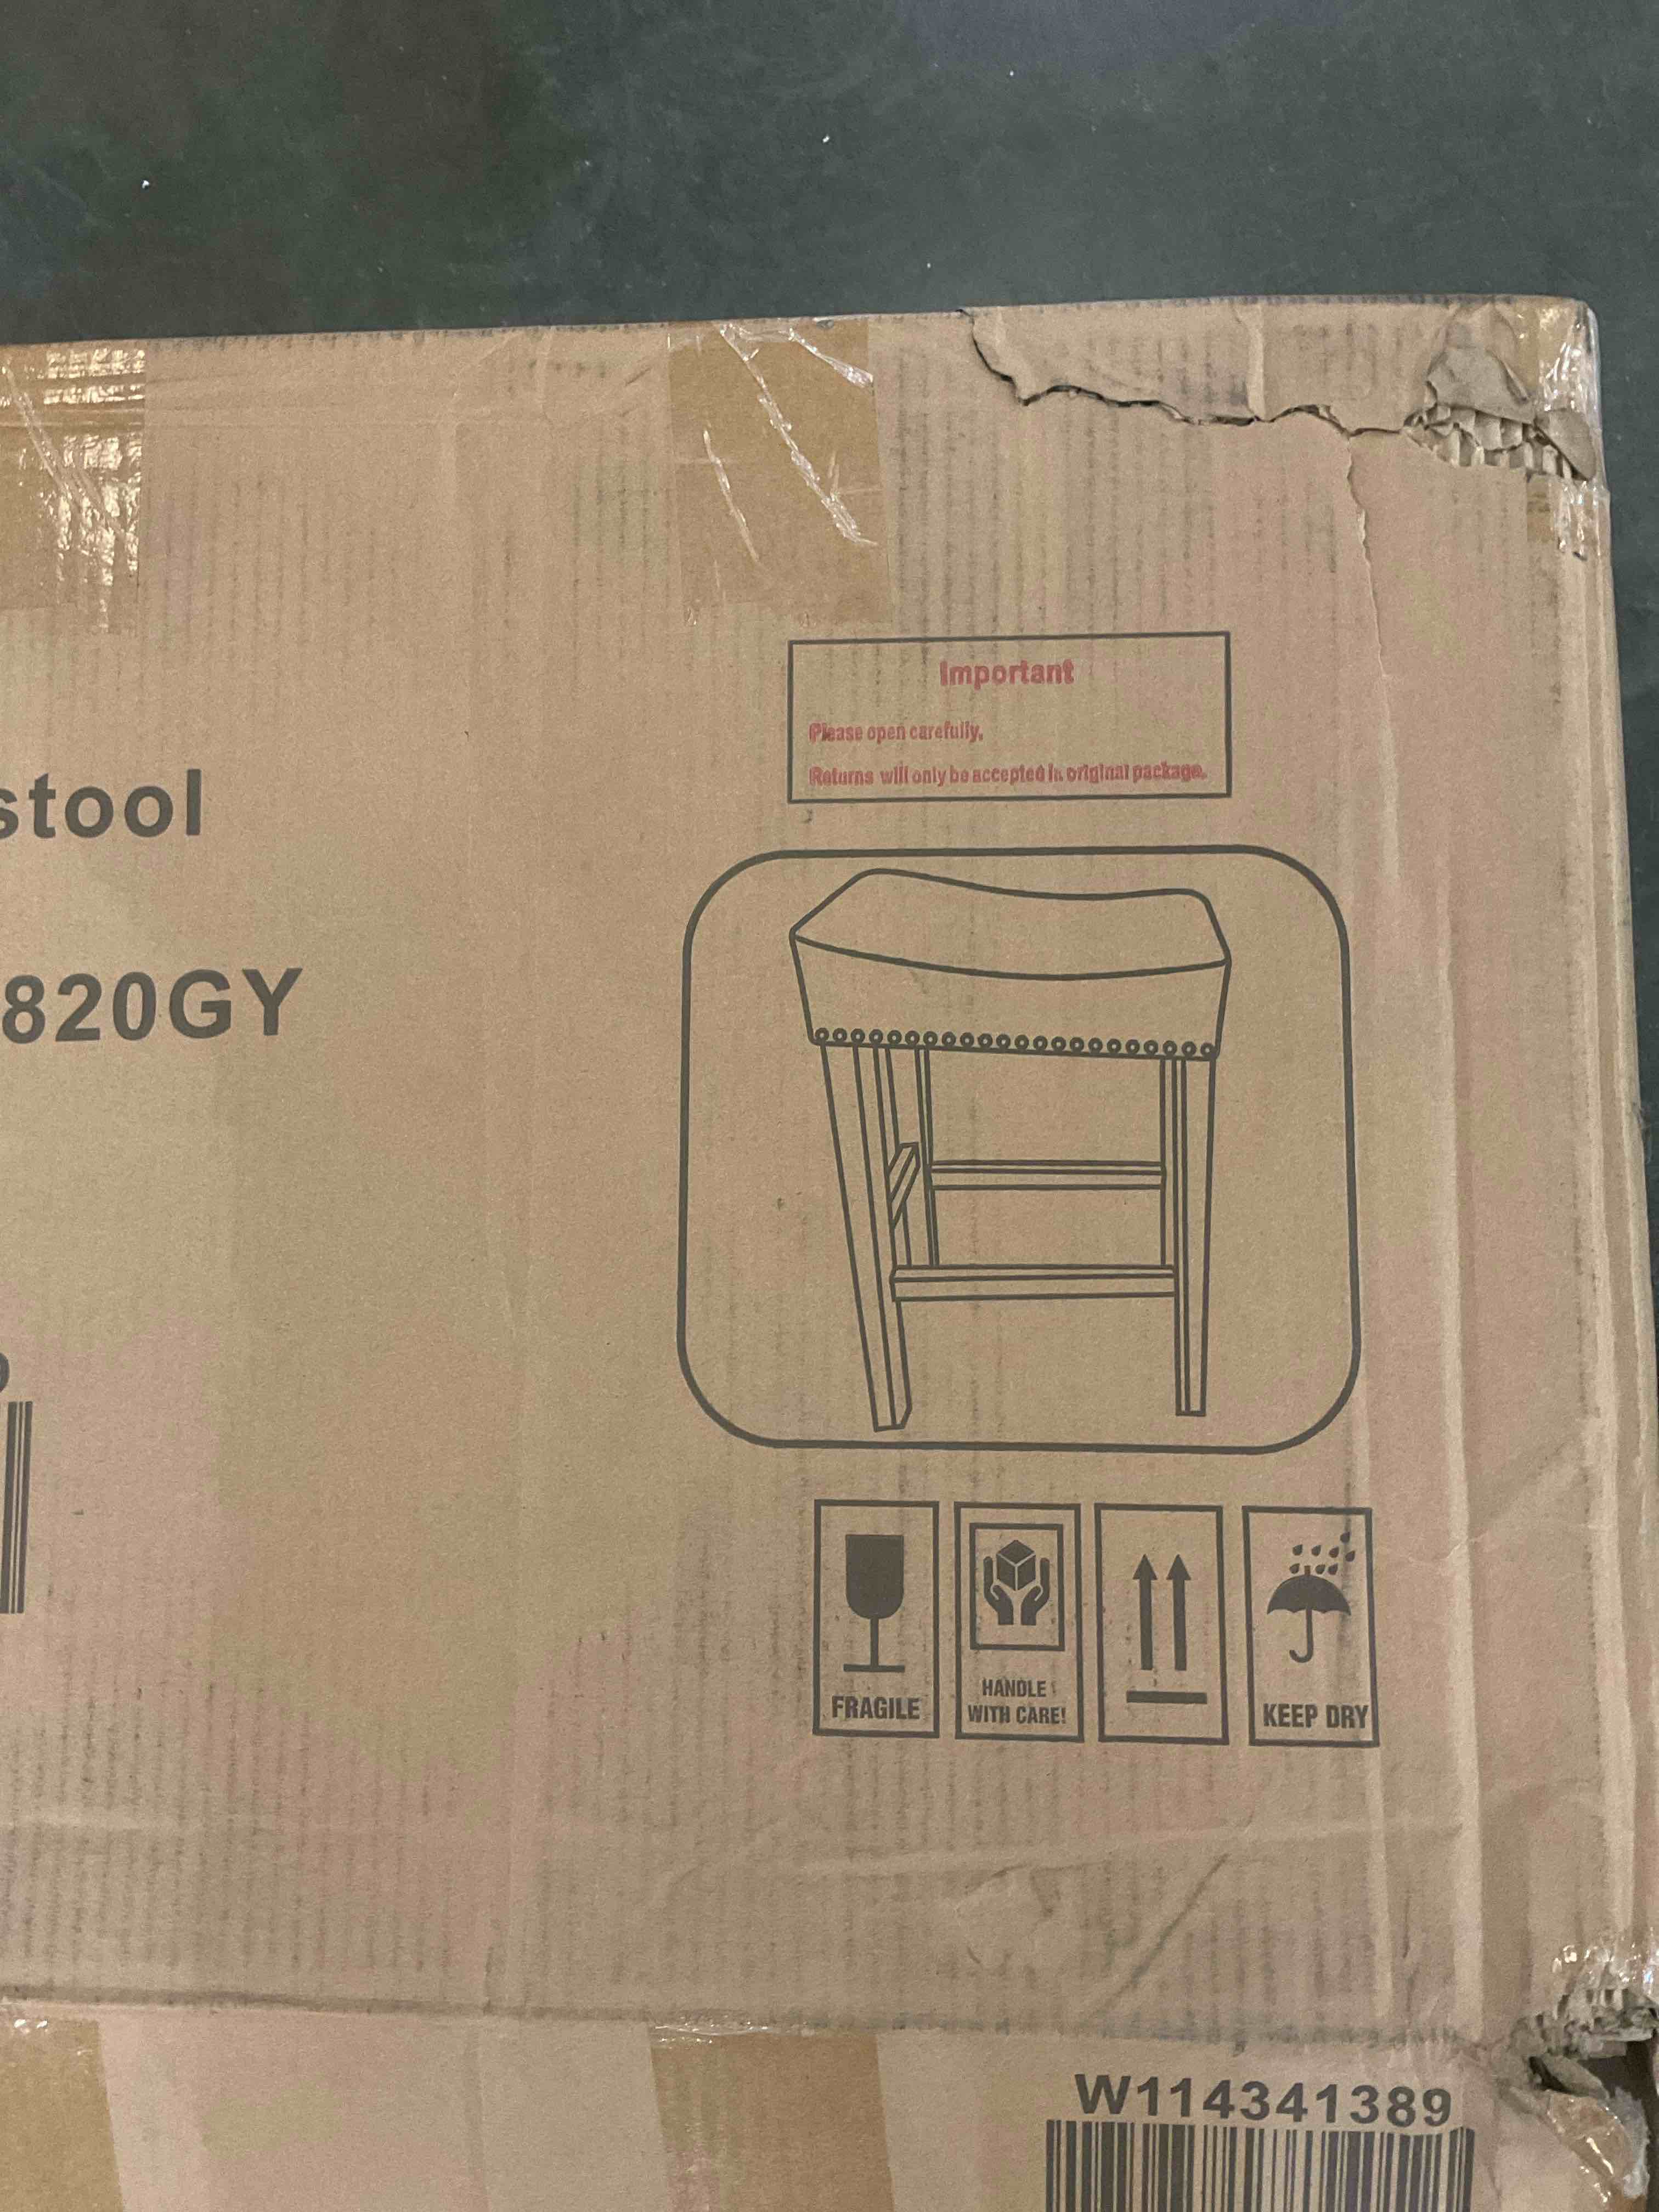 Important
Please open carefully,
Returns will only be accepted in original package.
stool
820GY
FRAGILE
HANDLE
WITH CARE!
KEEP DRY
W114341389